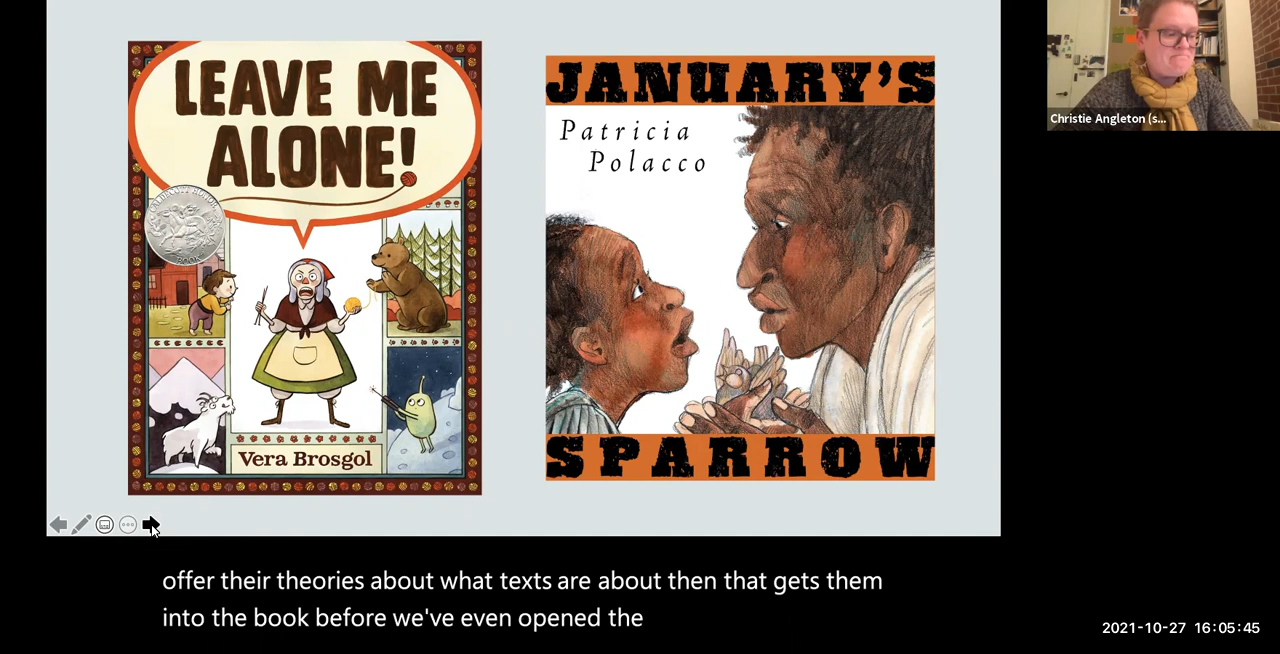 LEAVE ME
ALONE!
BOOK
Vera Brosgol
JANUARY'S
Patricia
Polacco
SPARROW
Christie Angleton (s...
offer their theories about what texts are about then that gets them
into the book before we've even opened the
2021-10-27 16:05:45